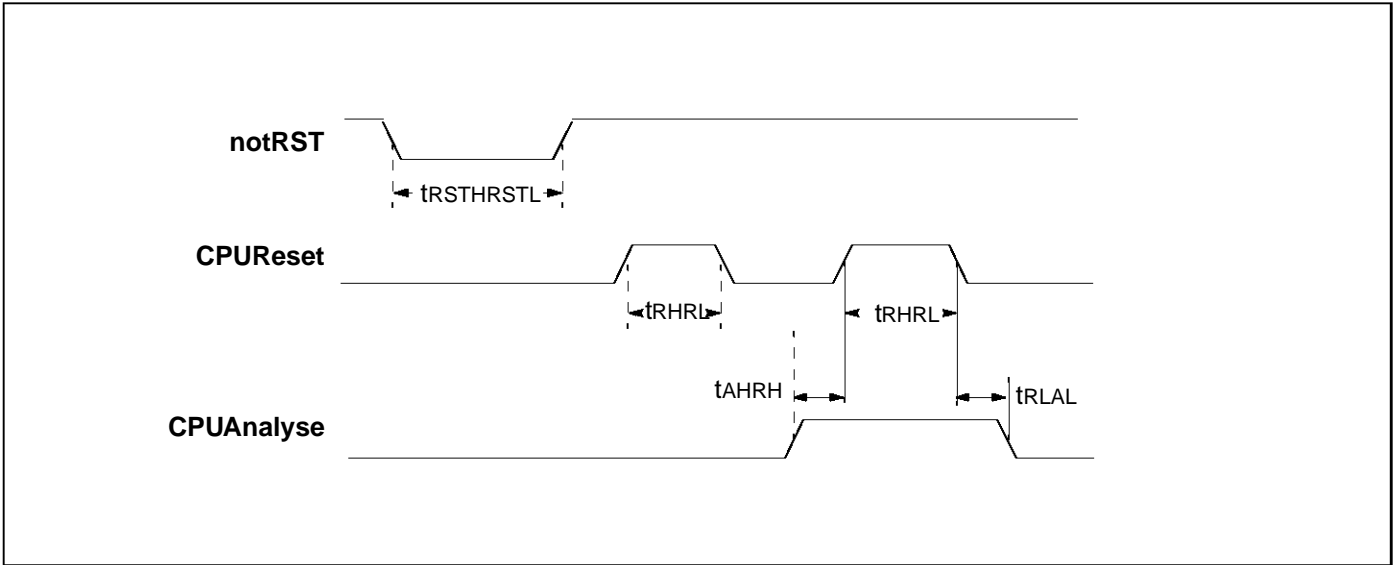 notRST
tRSTHRSTL
CPUReset
tRHRL
tRHRL
tAHRH
tRLAL
CPUAnalyse